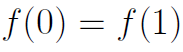 f(0) = f(1)